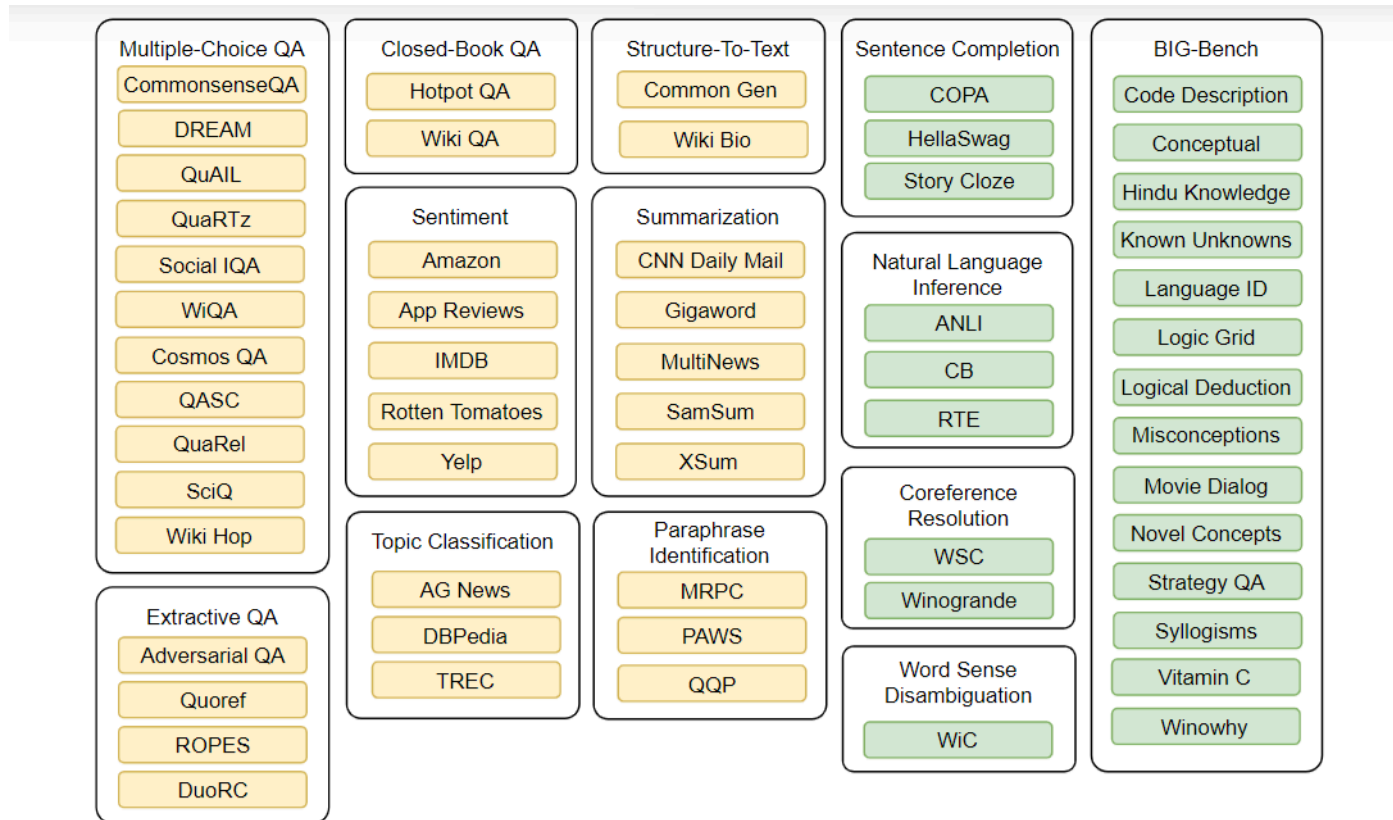 Multiple-Choice QA
CommonsenseQA
DREAM
QuAIL
QuaRTz
Social IQA
WiQA
Cosmos QA
QASC
QuaRel
SciQ
Wiki Hop
Extractive QA
Adversarial QA
Quoref
ROPES
DuoRC
Closed-Book QA
Hotpot QA
Wiki QA
Sentiment
Amazon
App Reviews
IMDB
Rotten Tomatoes
Yelp
Topic Classification
AG News
DBPedia
TREC
Structure-To-Text
Common Gen
Wiki Bio
Summarization
CNN Daily Mail
Gigaword
MultiNews
SamSum
XSum
Paraphrase
Identification
MRPC
PAWS
QQP
Sentence Completion
COPA
HellaSwag
Story Cloze
Natural Language
Inference
ANLI
CB
RTE
Coreference
Resolution
WSC
Winogrande
Word Sense
Disambiguation
WiC
BIG-Bench
Code Description
Conceptual
Hindu Knowledge
Known Unknowns
Language ID
Logic Grid
Logical Deduction
Misconceptions
Movie Dialog
Novel Concepts
Strategy QA
Syllogisms
Vitamin C
Winowhy